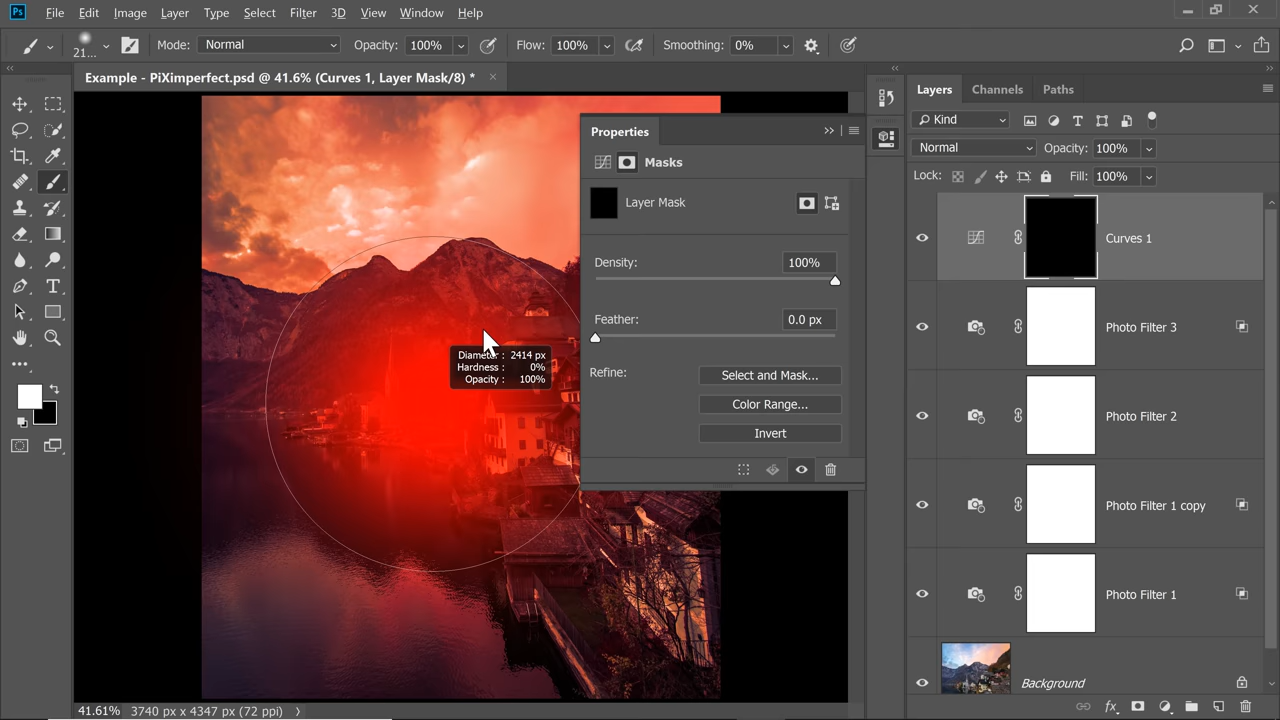 Ps File Edit Image Layer Type Select Filter 3D View Window Help
21... Mode: Normal Opacity: 100% Flow: 100% Smoothing: 0%
Example - PiXimperfect.psd @ 41.6% (Curves 1, Layer Mask/8) *
Properties
Masks
Layer Mask
Density: 100%
Feather: 0.0 px
Refine:
Select and Mask...
Color Range...
Invert
Diameter : 2414 px
Hardness : 0%
Opacity : 100%
Layers Channels Paths
Kind
Normal Opacity: 100%
Lock: Fill: 100%
Curves 1
Photo Filter 3
Photo Filter 2
Photo Filter 1 copy
Photo Filter 1
Background
fx
41.61% 3740 px x 4347 px (72 ppi)